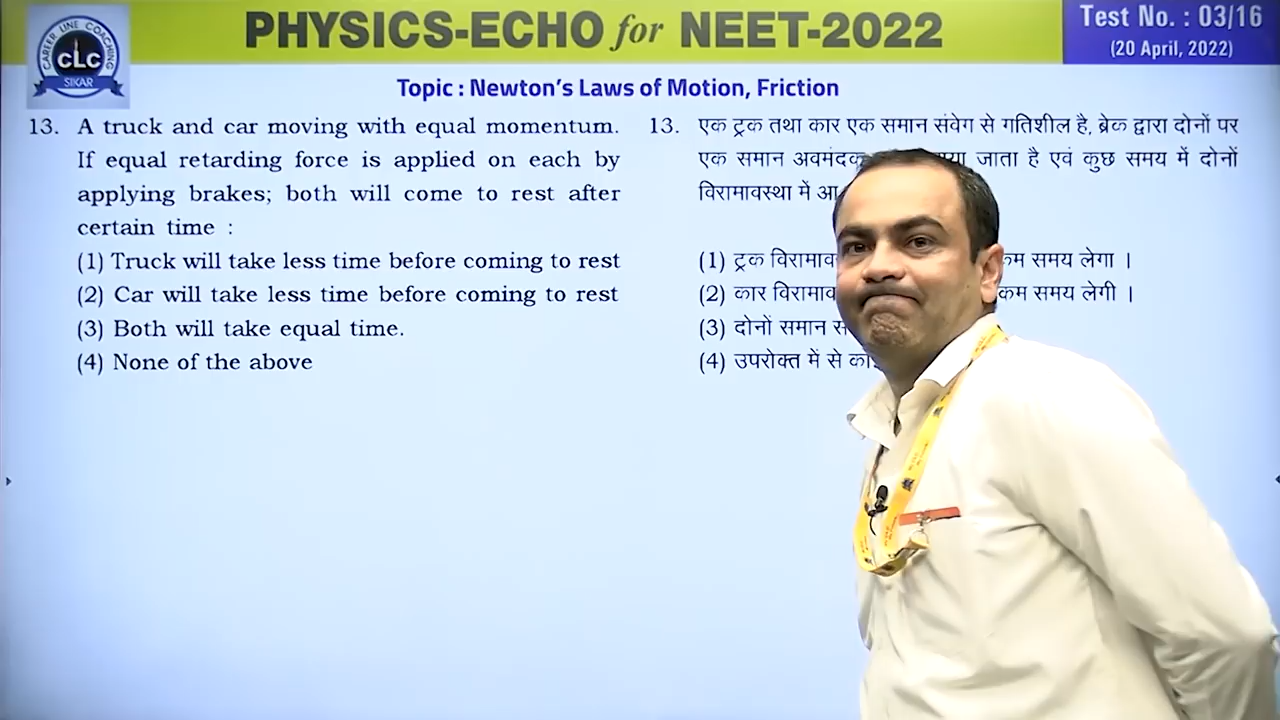 CAREER LINE COACHING
CLC
SIKAR
PHYSICS-ECHO for NEET-2022
Test No. : 03/16
(20 April, 2022)
Topic : Newton's Laws of Motion, Friction
13. A truck and car moving with equal momentum.
If equal retarding force is applied on each by
applying brakes; both will come to rest after
certain time :
(1) Truck will take less time before coming to rest
(2) Car will take less time before coming to rest
(3) Both will take equal time.
(4) None of the above
13. एक ट्रक तथा कार एक समान संवेग से गतिशील है, ब्रेक द्वारा दोनों पर
एक समान जाता है एवं कुछ समय में दोनों
विरामावस्था में
(1) ट्रक समय लेगा ।
(2) कार कम समय लेगी ।
(3) दोनों समान
(4) उपरोक्त में से